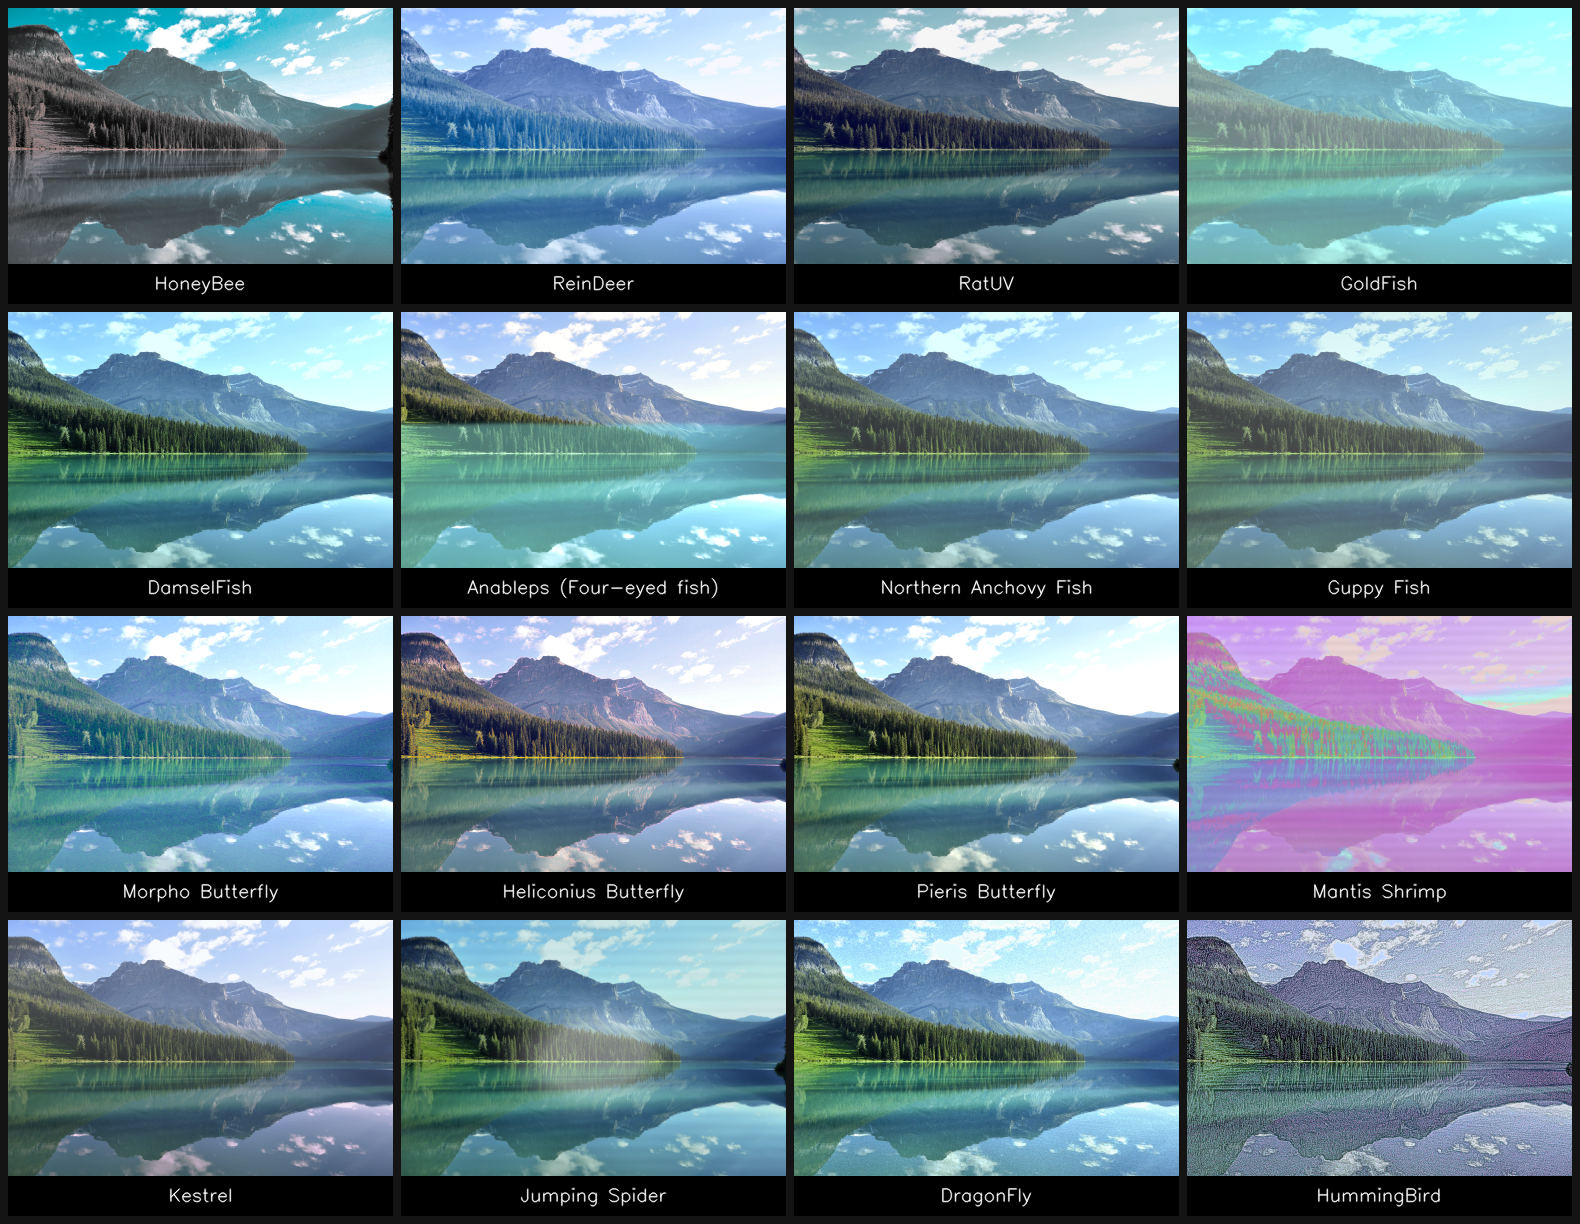 HoneyBee
ReinDeer
RatUV
GoldFish
DamselFish
Anableps (Four-eyed fish)
Northern Anchovy Fish
Guppy Fish
Morpho Butterfly
Heliconius Butterfly
Pieris Butterfly
Mantis Shrimp
Kestrel
Jumping Spider
DragonFly
HummingBird